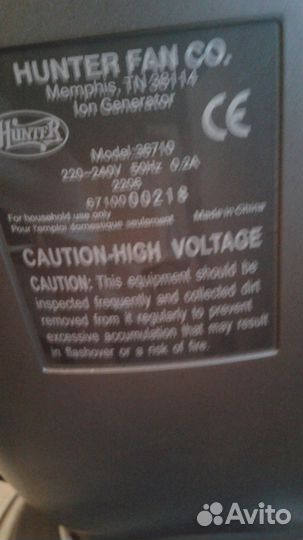 HUNTER FAN CO.
Memphis, TN 38114
Ion Generator
HUNTER
CE
Model 36710
220-240V 50Hz 0.2A
2206
6710000218
For household use only
Pour l'emploi domestique seulement
Made in China
CAUTION-HIGH VOLTAGE
CAUTION: This equipment should be
inspected frequently and collected dirt
removed from it regularly to prevent
excessive accumulation that may result
in flashover or a risk of fire.
Avito